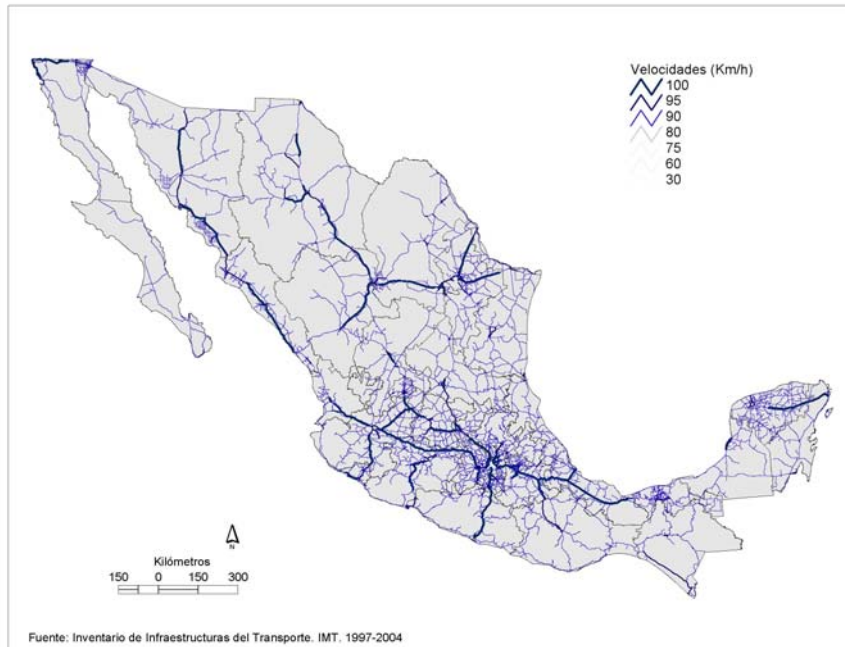 Velocidades (Km/h)
100
95
90
80
75
60
30
N
Kilómetros
150 0 150 300
Fuente: Inventario de Infraestructuras del Transporte. IMT. 1997-2004